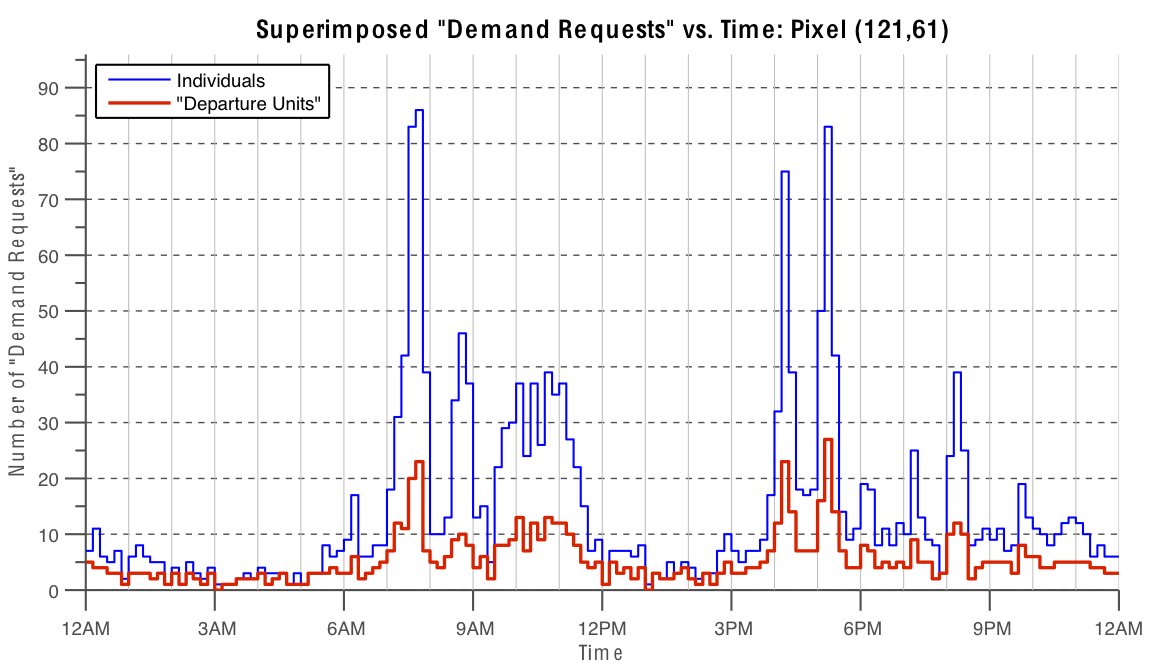 Superimposed "Demand Requests" vs. Time: Pixel (121,61)
Individuals
"Departure Units"
Number of "Demand Requests"
90
80
70
60
50
40
30
20
10
0
12AM 3AM 6AM 9AM 12PM 3PM 6PM 9PM 12AM
Time